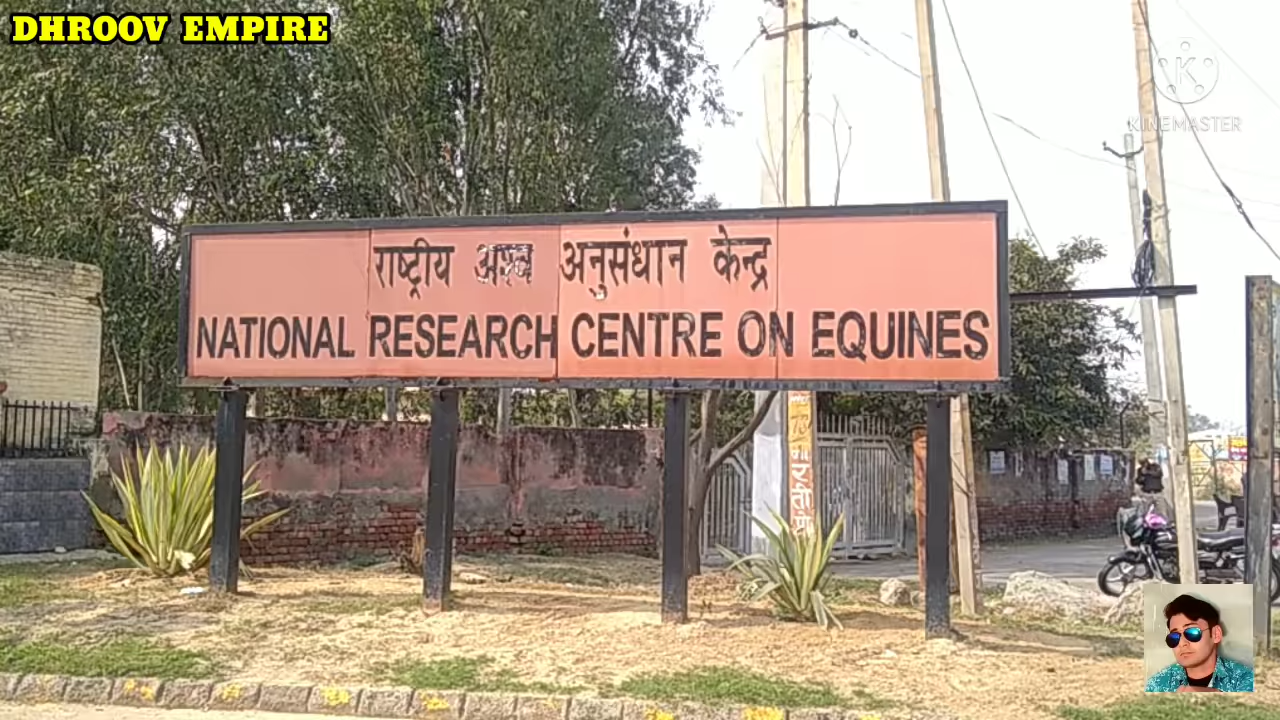 DHROOV EMPIRE
KINEMASTER
राष्ट्रीय अश्व अनुसंधान केन्द्र
NATIONAL RESEARCH CENTRE ON EQUINES